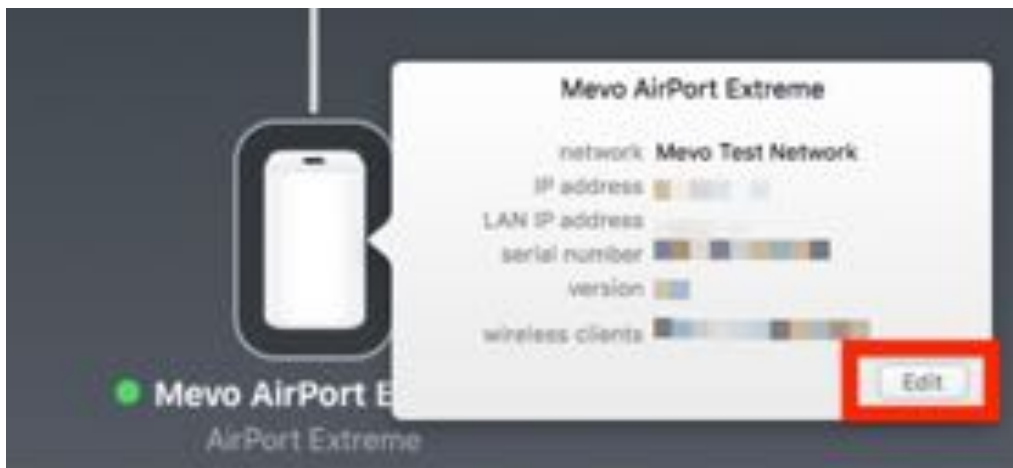 Mevo AirPort Extreme
network Mevo Test Network
IP address
LAN IP address
serial number
version
wireless clients
Edit
Mevo AirPort E
AirPort Extreme